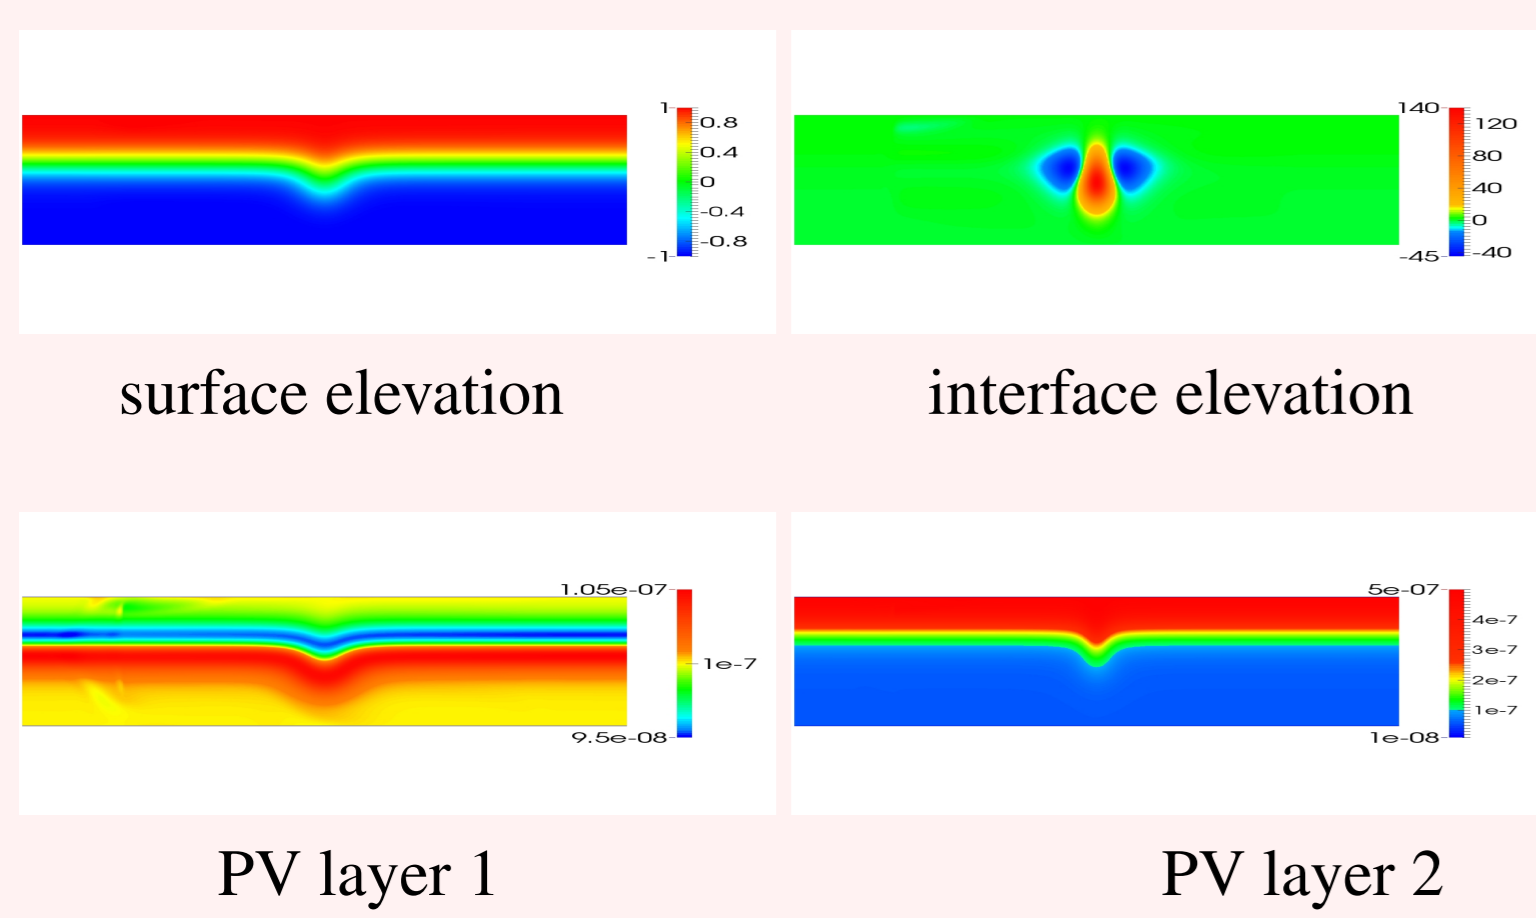 1
0.8
0.4
0
-0.4
-0.8
-1
140
120
80
40
0
-40
-45
surface elevation
interface elevation
1.05e-07
1e-7
9.5e-08
5e-07
4e-7
3e-7
2e-7
1e-7
1e-08
PV layer 1
PV layer 2